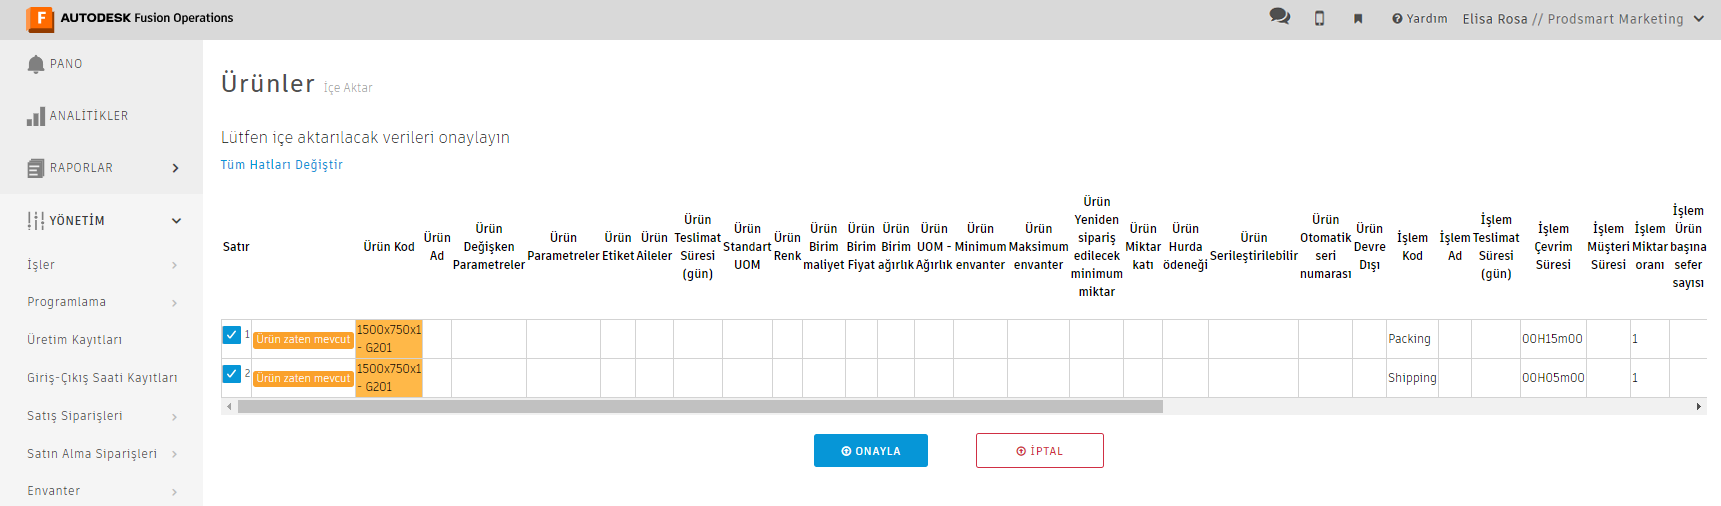 AUTODESK Fusion Operations
Yardım
Elisa Rosa // Prodsmart Marketing
PANO
ANALİTİKLER
RAPORLAR
YÖNETİM
İşler
Programlama
Üretim Kayıtları
Giriş-Çıkış Saati Kayıtları
Satış Siparişleri
Satın Alma Siparişleri
Envanter
Ürünler İçe Aktar
Lütfen içe aktarılacak verileri onaylayın
Tüm Hatları Değiştir
Satır
Ürün Kod
Ürün
Ad
Ürün
Değişken
Parametreler
Ürün
Parametreler
Ürün
Etiket
Ürün
Aileler
Ürün
Teslimat
Süresi
(gün)
Ürün
Standart
UOM
Ürün
Renk
Ürün
Birim
maliyet
Ürün
Birim
Fiyat
Ürün
Birim
ağırlık
Ürün
UOM -
Ağırlık
Ürün
Minimum
envanter
Ürün
Maksimum
envanter
Ürün
Yeniden
sipariş
edilecek
minimum
miktar
Ürün
Miktar
katı
Ürün
Hurda
ödeneği
Ürün
Serileştirilebilir
Ürün
Otomatik
seri
numarası
Ürün
Devre
Dışı
İşlem
Kod
İşlem
Ad
İşlem
Teslimat
Süresi
(gün)
İşlem
Çevrim
Süresi
İşlem
Müşteri
Süresi
İşlem
Miktar
oranı
İşlem
Ürün
başına
sefer
sayısı
1
Ürün zaten mevcut
1500x750x1
- G201
Packing
00H15m00
1
2
Ürün zaten mevcut
1500x750x1
- G201
Shipping
00H05m00
1
ONAYLA
İPTAL